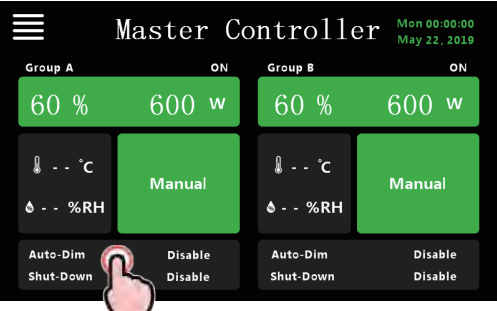 Master Controller
Mon 00:00:00
May 22, 2019
Group A ON
60 % 600 W
- - °C
- - %RH
Manual
Auto-Dim Disable
Shut-Down Disable
Group B ON
60 % 600 W
- - °C
- - %RH
Manual
Auto-Dim Disable
Shut-Down Disable